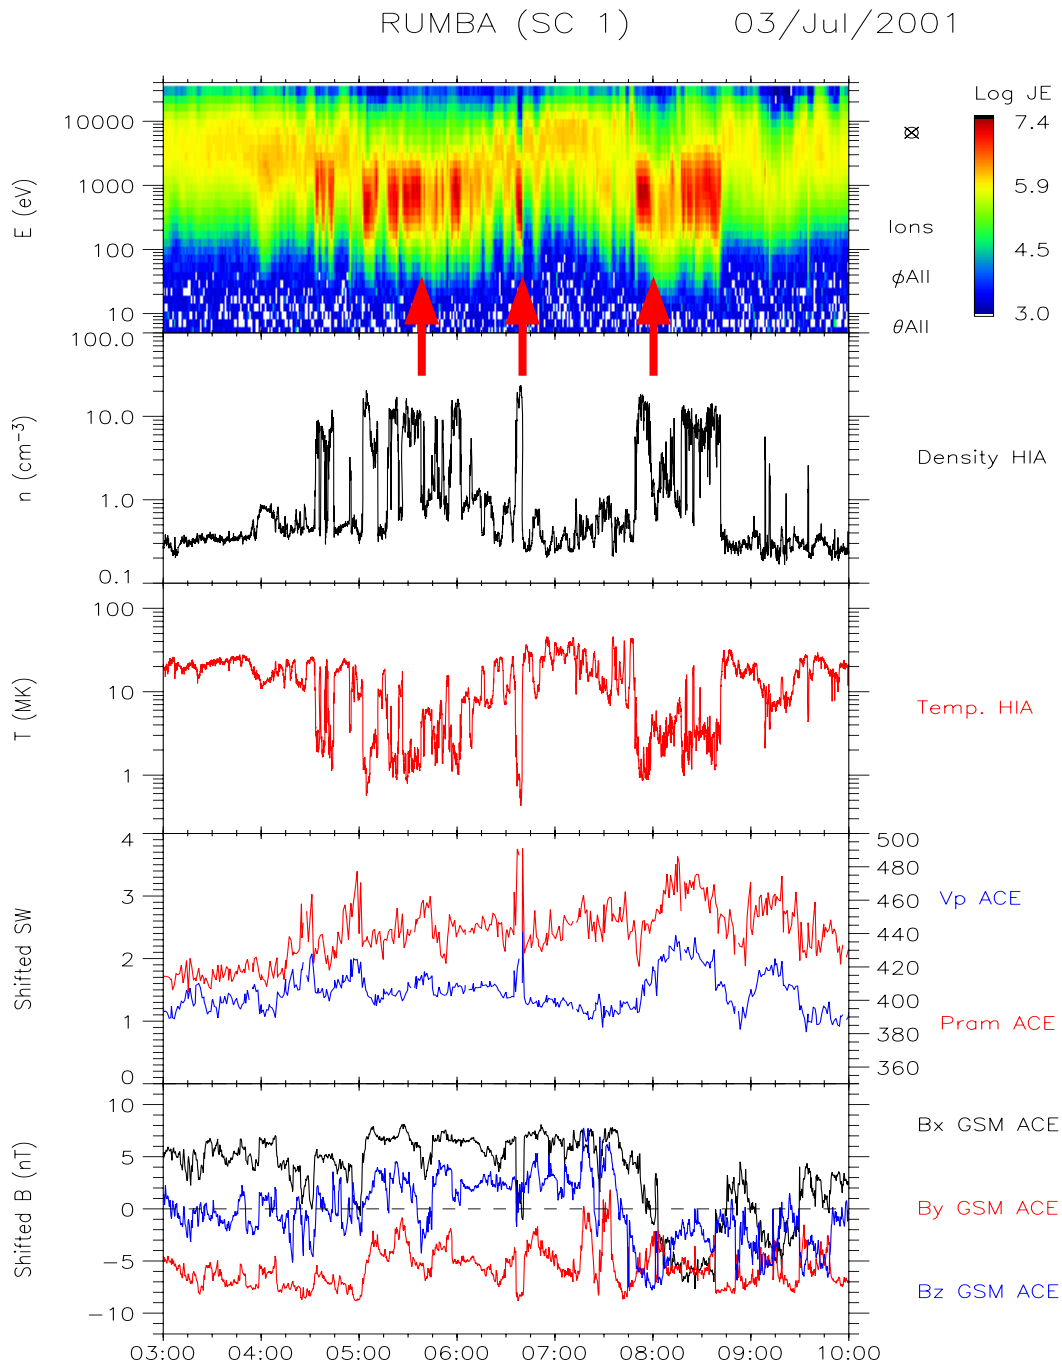 RUMBA (SC 1) 03/Jul/2001
Log JE
7.4
5.9
4.5
3.0
Ions
ϕAll
θAll
E (eV)
10000
1000
100
10
n (cm⁻³)
100.0
10.0
1.0
0.1
Density HIA
T (MK)
100
10
1
Temp. HIA
Shifted SW
4
3
2
1
0
500
480
460
440
420
400
380
360
Vp ACE
Pram ACE
Shifted B (nT)
10
5
0
−5
−10
Bx GSM ACE
By GSM ACE
Bz GSM ACE
03:00 04:00 05:00 06:00 07:00 08:00 09:00 10:00